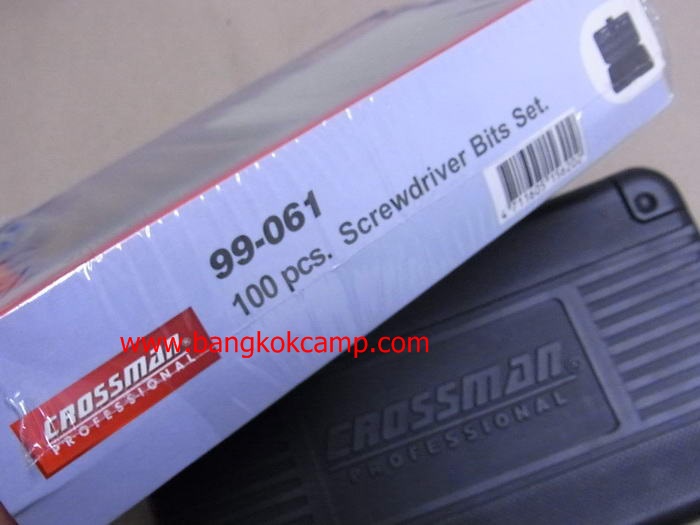 99-061
100 pcs. Screwdriver Bits Set.
CROSSMAN®
PROFESSIONAL
www.bangkokcamp.com
CROSSMAN®
PROFESSIONAL